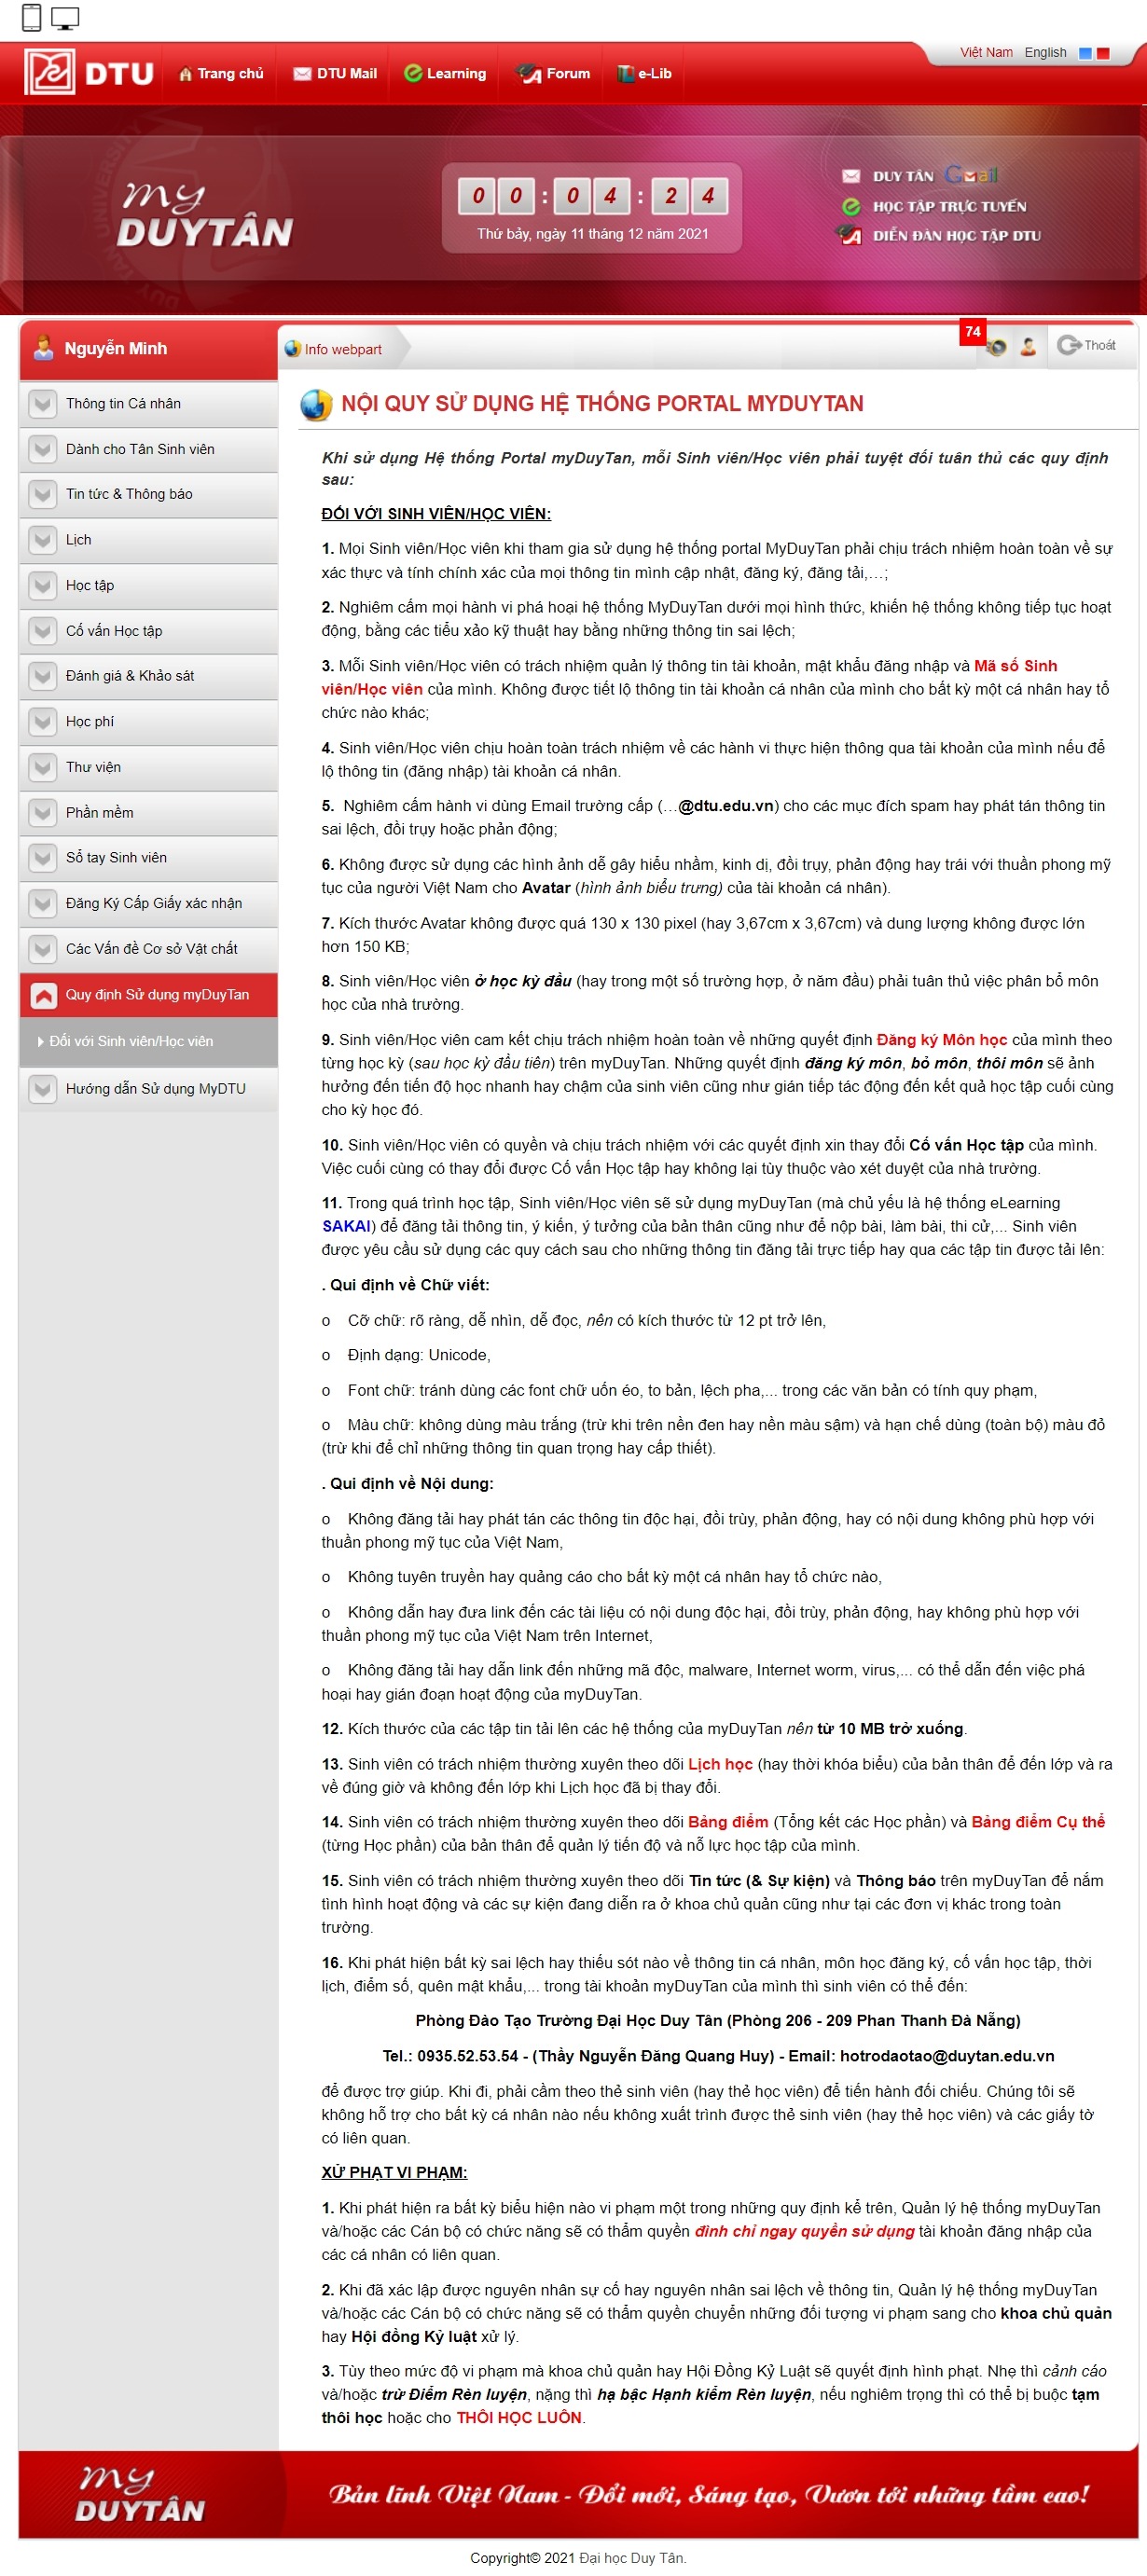 DTU
Trang chủ
DTU Mail
Learning
Forum
e-Lib
Việt Nam English
my
DUYTÂN
00:04:24
Thứ bảy, ngày 11 tháng 12 năm 2021
DUY TÂN Gmail
HỌC TẬP TRỰC TUYẾN
DIỄN ĐÀN HỌC TẬP DTU
Nguyễn Minh
Thông tin Cá nhân
Dành cho Tân Sinh viên
Tin tức & Thông báo
Lịch
Học tập
Cố vấn Học tập
Đánh giá & Khảo sát
Học phí
Thư viện
Phần mềm
Sổ tay Sinh viên
Đăng Ký Cấp Giấy xác nhận
Các Vấn đề Cơ sở Vật chất
Quy định Sử dụng myDuyTan
Đối với Sinh viên/Học viên
Hướng dẫn Sử dụng MyDTU
Info webpart
74
Thoát
NỘI QUY SỬ DỤNG HỆ THỐNG PORTAL MYDUYTAN
Khi sử dụng Hệ thống Portal myDuyTan, mỗi Sinh viên/Học viên phải tuyệt đối tuân thủ các quy định
sau:
ĐỐI VỚI SINH VIÊN/HỌC VIÊN:
1. Mọi Sinh viên/Học viên khi tham gia sử dụng hệ thống portal MyDuyTan phải chịu trách nhiệm hoàn toàn về sự
xác thực và tính chính xác của mọi thông tin mình cập nhật, đăng ký, đăng tải,…;
2. Nghiêm cấm mọi hành vi phá hoại hệ thống MyDuyTan dưới mọi hình thức, khiến hệ thống không tiếp tục hoạt
động, bằng các tiểu xảo kỹ thuật hay bằng những thông tin sai lệch;
3. Mỗi Sinh viên/Học viên có trách nhiệm quản lý thông tin tài khoản, mật khẩu đăng nhập và Mã số Sinh
viên/Học viên của mình. Không được tiết lộ thông tin tài khoản cá nhân của mình cho bất kỳ một cá nhân hay tổ
chức nào khác;
4. Sinh viên/Học viên chịu hoàn toàn trách nhiệm về các hành vi thực hiện thông qua tài khoản của mình nếu để
lộ thông tin (đăng nhập) tài khoản cá nhân.
5. Nghiêm cấm hành vi dùng Email trường cấp (…@dtu.edu.vn) cho các mục đích spam hay phát tán thông tin
sai lệch, đồi trụy hoặc phản động;
6. Không được sử dụng các hình ảnh dễ gây hiểu nhầm, kinh dị, đồi trụy, phản động hay trái với thuần phong mỹ
tục của người Việt Nam cho Avatar (hình ảnh biểu trưng) của tài khoản cá nhân).
7. Kích thước Avatar không được quá 130 x 130 pixel (hay 3,67cm x 3,67cm) và dung lượng không được lớn
hơn 150 KB;
8. Sinh viên/Học viên ở học kỳ đầu (hay trong một số trường hợp, ở năm đầu) phải tuân thủ việc phân bổ môn
học của nhà trường.
9. Sinh viên/Học viên cam kết chịu trách nhiệm hoàn toàn về những quyết định Đăng ký Môn học của mình theo
từng học kỳ (sau học kỳ đầu tiên) trên myDuyTan. Những quyết định đăng ký môn, bỏ môn, thôi môn sẽ ảnh
hưởng đến tiến độ học nhanh hay chậm của sinh viên cũng như gián tiếp tác động đến kết quả học tập cuối cùng
cho kỳ học đó.
10. Sinh viên/Học viên có quyền và chịu trách nhiệm với các quyết định xin thay đổi Cố vấn Học tập của mình.
Việc cuối cùng có thay đổi được Cố vấn Học tập hay không lại tùy thuộc vào xét duyệt của nhà trường.
11. Trong quá trình học tập, Sinh viên/Học viên sẽ sử dụng myDuyTan (mà chủ yếu là hệ thống eLearning
SAKAI) để đăng tải thông tin, ý kiến, ý tưởng của bản thân cũng như để nộp bài, làm bài, thi cử,... Sinh viên
được yêu cầu sử dụng các quy cách sau cho những thông tin đăng tải trực tiếp hay qua các tập tin được tải lên:
. Qui định về Chữ viết:
o Cỡ chữ: rõ ràng, dễ nhìn, dễ đọc, nên có kích thước từ 12 pt trở lên,
o Định dạng: Unicode,
o Font chữ: tránh dùng các font chữ uốn éo, to bản, lệch pha,... trong các văn bản có tính quy phạm,
o Màu chữ: không dùng màu trắng (trừ khi trên nền đen hay nền màu sậm) và hạn chế dùng (toàn bộ) màu đỏ
(trừ khi để chỉ những thông tin quan trọng hay cấp thiết).
. Qui định về Nội dung:
o Không đăng tải hay phát tán các thông tin độc hại, đồi trùy, phản động, hay có nội dung không phù hợp với
thuần phong mỹ tục của Việt Nam,
o Không tuyên truyền hay quảng cáo cho bất kỳ một cá nhân hay tổ chức nào,
o Không dẫn hay đưa link đến các tài liệu có nội dung độc hại, đồi trùy, phản động, hay không phù hợp với
thuần phong mỹ tục của Việt Nam trên Internet,
o Không đăng tải hay dẫn link đến những mã độc, malware, Internet worm, virus,... có thể dẫn đến việc phá
hoại hay gián đoạn hoạt động của myDuyTan.
12. Kích thước của các tập tin tải lên các hệ thống của myDuyTan nên từ 10 MB trở xuống.
13. Sinh viên có trách nhiệm thường xuyên theo dõi Lịch học (hay thời khóa biểu) của bản thân để đến lớp và ra
về đúng giờ và không đến lớp khi Lịch học đã bị thay đổi.
14. Sinh viên có trách nhiệm thường xuyên theo dõi Bảng điểm (Tổng kết các Học phần) và Bảng điểm Cụ thể
(từng Học phần) của bản thân để quản lý tiến độ và nỗ lực học tập của mình.
15. Sinh viên có trách nhiệm thường xuyên theo dõi Tin tức (& Sự kiện) và Thông báo trên myDuyTan để nắm
tình hình hoạt động và các sự kiện đang diễn ra ở khoa chủ quản cũng như tại các đơn vị khác trong toàn
trường.
16. Khi phát hiện bất kỳ sai lệch hay thiếu sót nào về thông tin cá nhân, môn học đăng ký, cố vấn học tập, thời
lịch, điểm số, quên mật khẩu,... trong tài khoản myDuyTan của mình thì sinh viên có thể đến:
Phòng Đào Tạo Trường Đại Học Duy Tân (Phòng 206 - 209 Phan Thanh Đà Nẵng)
Tel.: 0935.52.53.54 - (Thầy Nguyễn Đăng Quang Huy) - Email: hotrodaotao@duytan.edu.vn
để được trợ giúp. Khi đi, phải cầm theo thẻ sinh viên (hay thẻ học viên) để tiến hành đối chiếu. Chúng tôi sẽ
không hỗ trợ cho bất kỳ cá nhân nào nếu không xuất trình được thẻ sinh viên (hay thẻ học viên) và các giấy tờ
có liên quan.
XỬ PHẠT VI PHẠM:
1. Khi phát hiện ra bất kỳ biểu hiện nào vi phạm một trong những quy định kể trên, Quản lý hệ thống myDuyTan
và/hoặc các Cán bộ có chức năng sẽ có thẩm quyền đình chỉ ngay quyền sử dụng tài khoản đăng nhập của
các cá nhân có liên quan.
2. Khi đã xác lập được nguyên nhân sự cố hay nguyên nhân sai lệch về thông tin, Quản lý hệ thống myDuyTan
và/hoặc các Cán bộ có chức năng sẽ có thẩm quyền chuyển những đối tượng vi phạm sang cho khoa chủ quản
hay Hội đồng Kỷ luật xử lý.
3. Tùy theo mức độ vi phạm mà khoa chủ quản hay Hội Đồng Kỷ Luật sẽ quyết định hình phạt. Nhẹ thì cảnh cáo
và/hoặc trừ Điểm Rèn luyện, nặng thì hạ bậc Hạnh kiểm Rèn luyện, nếu nghiêm trọng thì có thể bị buộc tạm
thôi học hoặc cho THÔI HỌC LUÔN.
my
DUYTÂN
Bản lĩnh Việt Nam - Đổi mới, Sáng tạo, Vươn tới những tầm cao!
Copyright© 2021 Đại học Duy Tân.